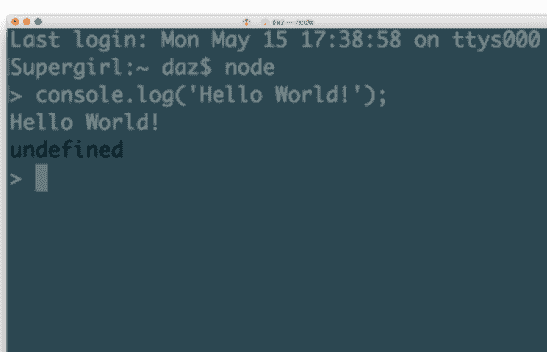 Last login: Mon May 15 17:38:58 on ttys000
Supergirl:~ daz$ node
> console.log('Hello World!');
Hello World!
undefined
>